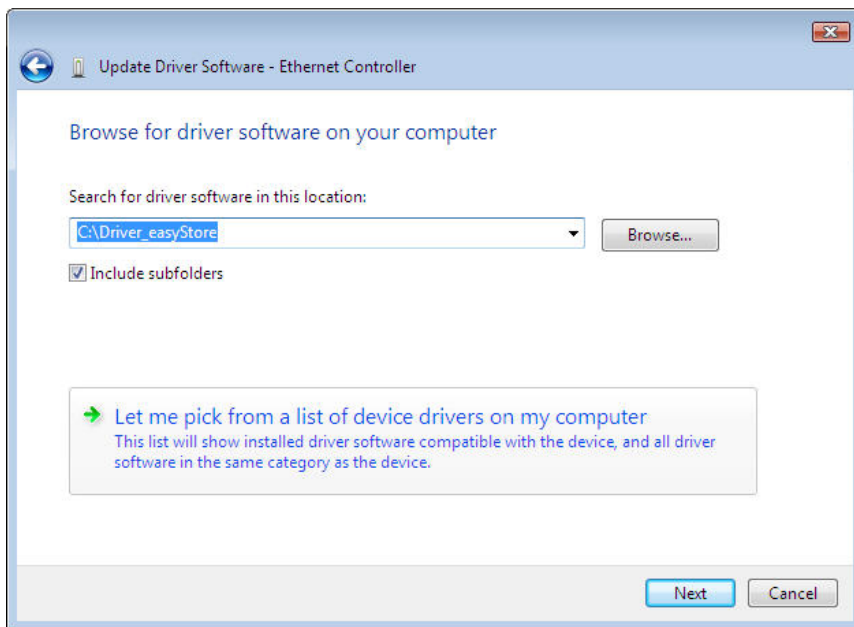 Update Driver Software - Ethernet Controller
Browse for driver software on your computer
Search for driver software in this location:
C:\Driver_easyStore
Browse...
Include subfolders
Let me pick from a list of device drivers on my computer
This list will show installed driver software compatible with the device, and all driver
software in the same category as the device.
Next
Cancel